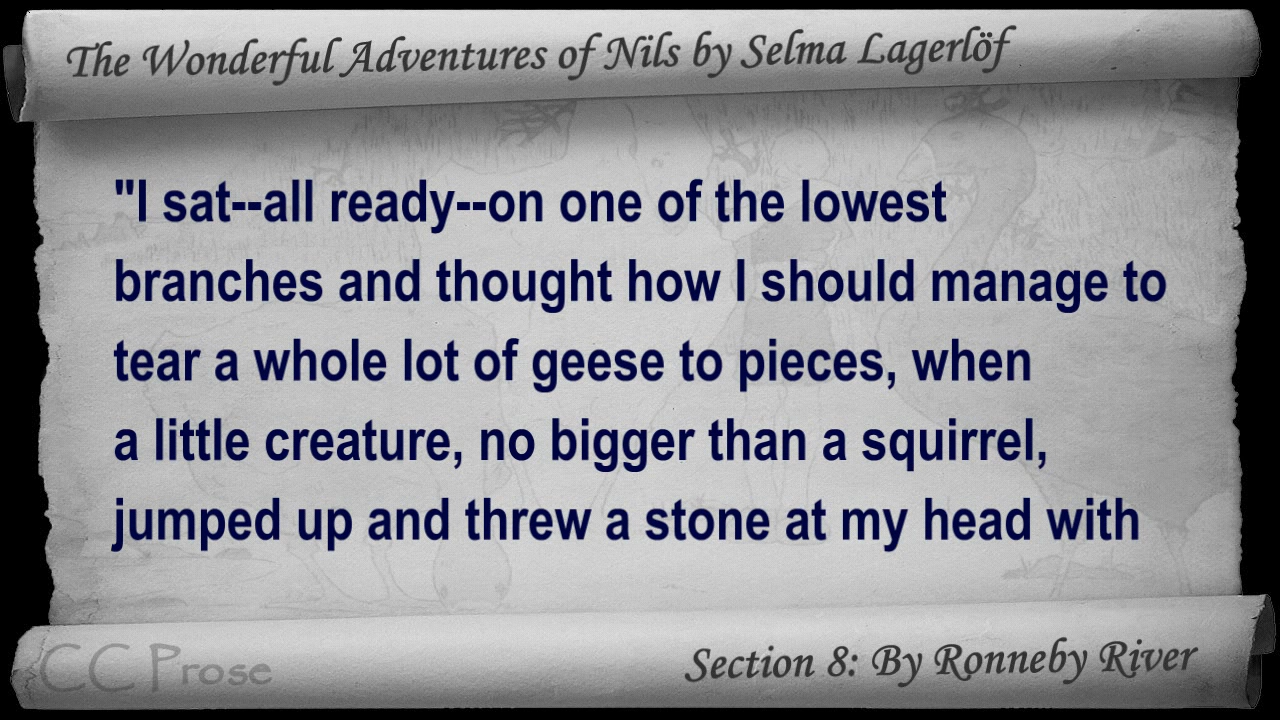 The Wonderful Adventures of Nils by Selma Lagerlöf
"I sat--all ready--on one of the lowest
branches and thought how I should manage to
tear a whole lot of geese to pieces, when
a little creature, no bigger than a squirrel,
jumped up and threw a stone at my head with
CC Prose
Section 8: By Ronneby River